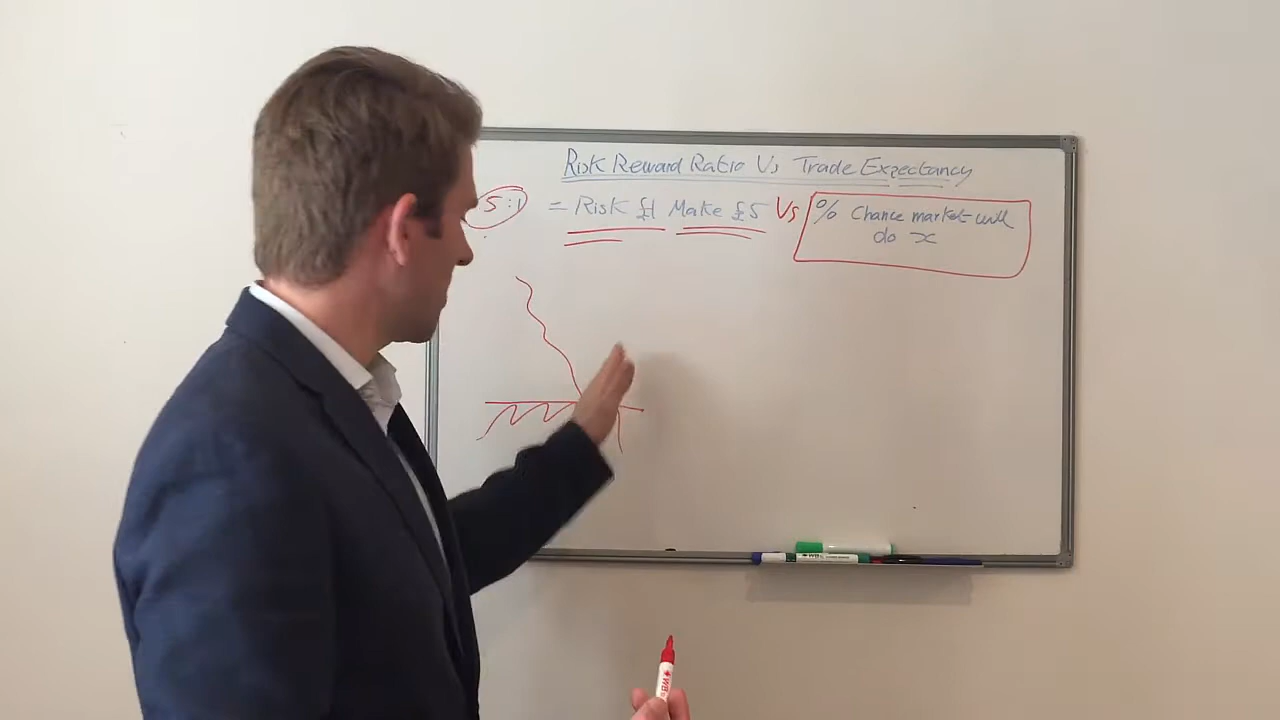 Risk Reward Ratio Vs Trade Expectancy
5:1 = Risk £1 Make £5 Vs % Chance market will
do x